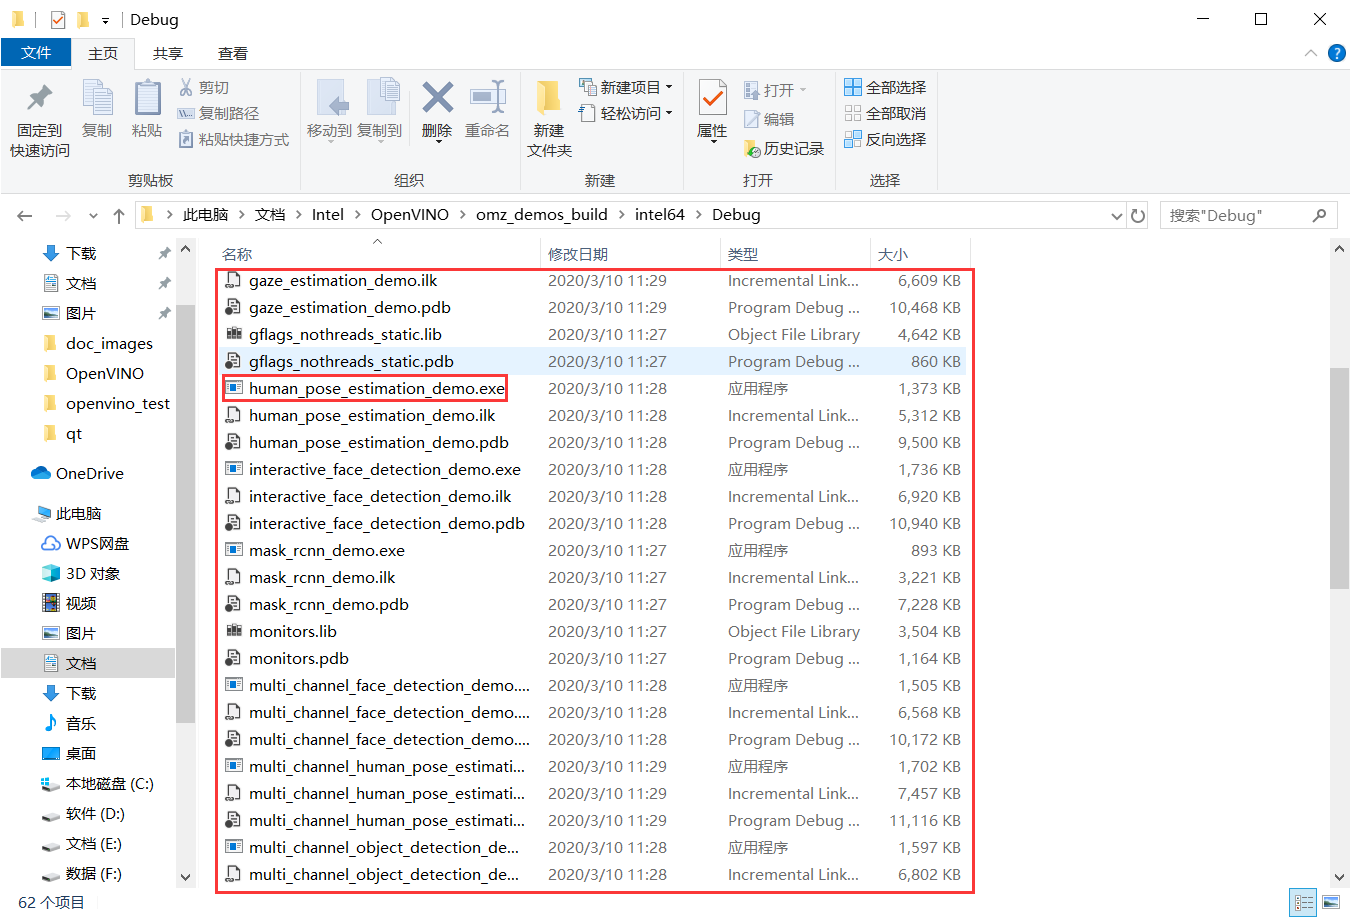 Debug
文件 主页 共享 查看
固定到
快速访问
复制
粘贴
剪切
复制路径
粘贴快捷方式
剪贴板
移动到
复制到
删除
重命名
组织
新建
文件夹
新建项目
轻松访问
新建
属性
打开
编辑
历史记录
打开
全部选择
全部取消
反向选择
选择
此电脑 文档 Intel OpenVINO omz_demos_build intel64 Debug
搜索"Debug"
下载
文档
图片
doc_images
OpenVINO
openvino_test
qt
OneDrive
此电脑
WPS网盘
3D 对象
视频
图片
文档
下载
音乐
桌面
本地磁盘 (C:)
软件 (D:)
文档 (E:)
数据 (F:)
名称 修改日期 类型 大小
gaze_estimation_demo.ilk 2020/3/10 11:29 Incremental Link... 6,609 KB
gaze_estimation_demo.pdb 2020/3/10 11:29 Program Debug ... 10,468 KB
gflags_nothreads_static.lib 2020/3/10 11:27 Object File Library 4,642 KB
gflags_nothreads_static.pdb 2020/3/10 11:27 Program Debug ... 860 KB
human_pose_estimation_demo.exe 2020/3/10 11:28 应用程序 1,373 KB
human_pose_estimation_demo.ilk 2020/3/10 11:28 Incremental Link... 5,312 KB
human_pose_estimation_demo.pdb 2020/3/10 11:28 Program Debug ... 9,500 KB
interactive_face_detection_demo.exe 2020/3/10 11:28 应用程序 1,736 KB
interactive_face_detection_demo.ilk 2020/3/10 11:28 Incremental Link... 6,920 KB
interactive_face_detection_demo.pdb 2020/3/10 11:28 Program Debug ... 10,940 KB
mask_rcnn_demo.exe 2020/3/10 11:27 应用程序 893 KB
mask_rcnn_demo.ilk 2020/3/10 11:27 Incremental Link... 3,221 KB
mask_rcnn_demo.pdb 2020/3/10 11:27 Program Debug ... 7,228 KB
monitors.lib 2020/3/10 11:27 Object File Library 3,504 KB
monitors.pdb 2020/3/10 11:27 Program Debug ... 1,164 KB
multi_channel_face_detection_demo.... 2020/3/10 11:28 应用程序 1,505 KB
multi_channel_face_detection_demo.... 2020/3/10 11:28 Incremental Link... 6,568 KB
multi_channel_face_detection_demo.... 2020/3/10 11:28 Program Debug ... 10,172 KB
multi_channel_human_pose_estimati... 2020/3/10 11:29 应用程序 1,702 KB
multi_channel_human_pose_estimati... 2020/3/10 11:29 Incremental Link... 7,457 KB
multi_channel_human_pose_estimati... 2020/3/10 11:29 Program Debug ... 11,116 KB
multi_channel_object_detection_de... 2020/3/10 11:28 应用程序 1,597 KB
multi_channel_object_detection_de... 2020/3/10 11:28 Incremental Link... 6,802 KB
62 个项目